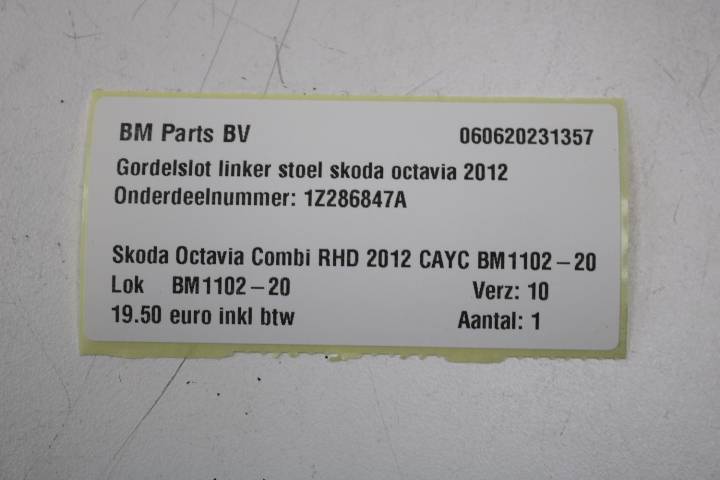 BM Parts BV 060620231357
Gordelslot linker stoel skoda octavia 2012
Onderdeelnummer: 1Z286847A
Skoda Octavia Combi RHD 2012 CAYC BM1102-20
Lok BM1102-20 Verz: 10
19.50 euro inkl btw Aantal: 1